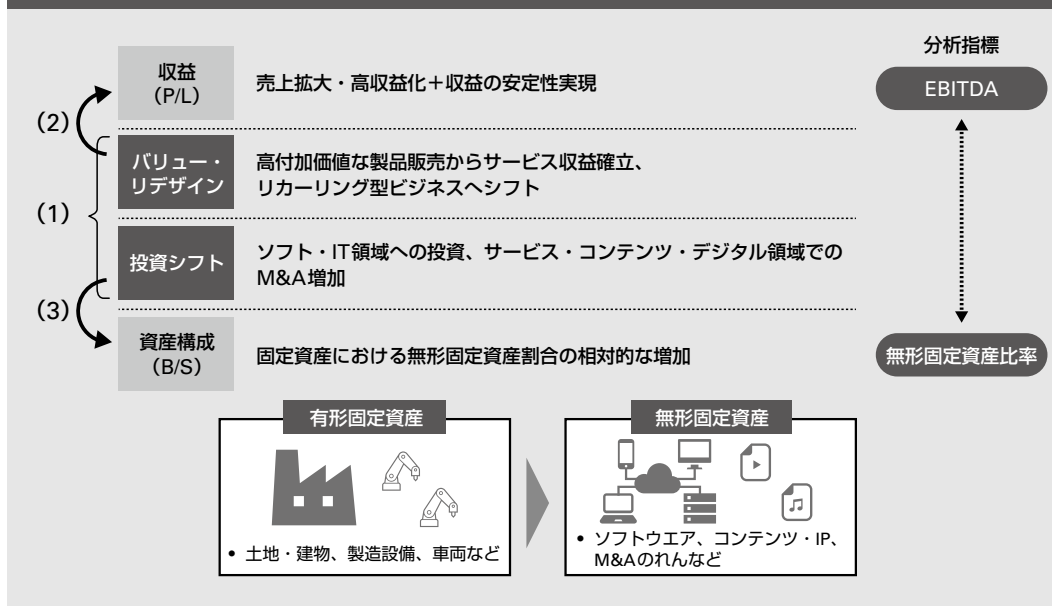 分析指標
収益
(P/L)
売上拡大・高収益化＋収益の安定性実現
EBITDA
(2)
バリュー・
リデザイン
高付加価値な製品販売からサービス収益確立、
リカーリング型ビジネスへシフト
(1)
投資シフト
ソフト・IT領域への投資、サービス・コンテンツ・デジタル領域での
M&A増加
(3)
資産構成
(B/S)
固定資産における無形固定資産割合の相対的な増加
無形固定資産比率
有形固定資産
• 土地・建物、製造設備、車両など
無形固定資産
• ソフトウエア、コンテンツ・IP、
M&Aのれんなど